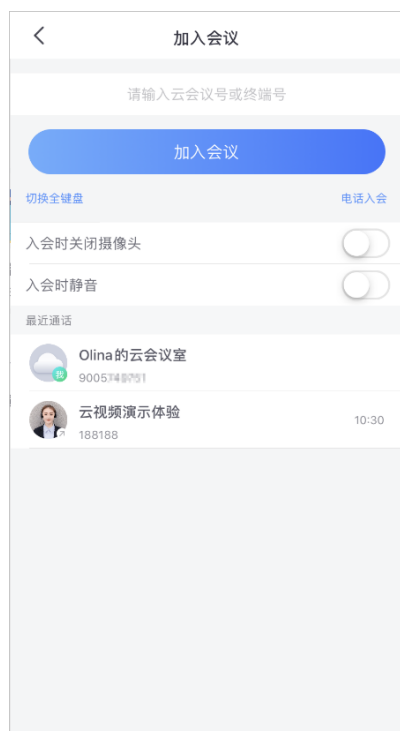 加入会议
请输入云会议号或终端号
加入会议
切换全键盘
电话入会
入会时关闭摄像头
入会时静音
最近通话
Olina的云会议室
我
云视频演示体验
10:30
188188